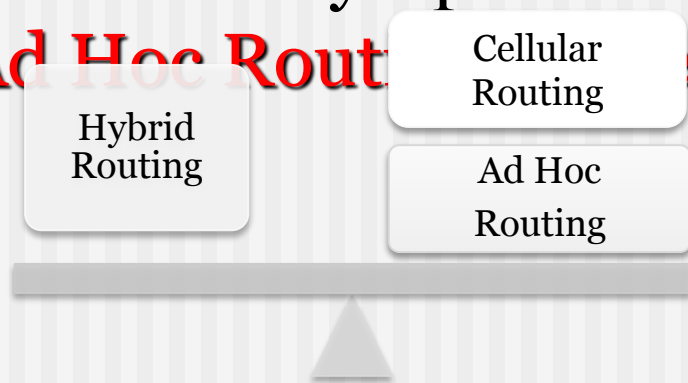 Ad Hoc Rout
Cellular
Routing
Hybrid
Routing
Ad Hoc
Routing